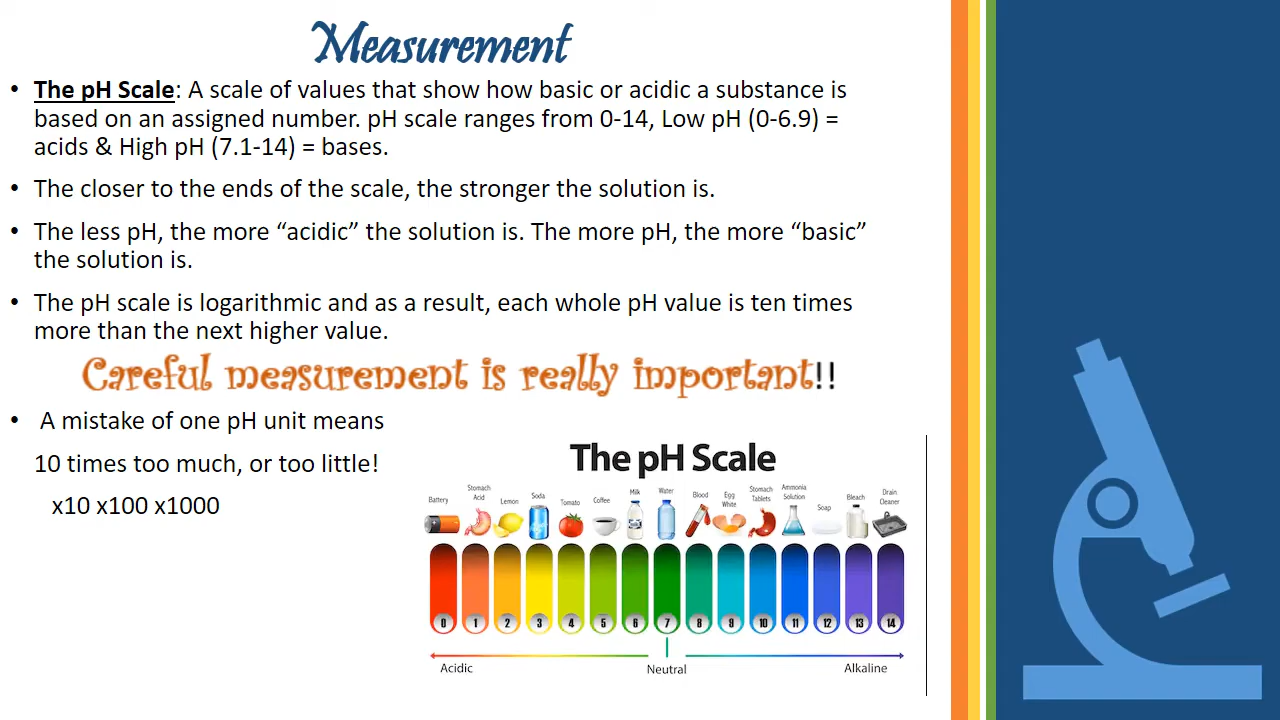 Measurement
• The pH Scale: A scale of values that show how basic or acidic a substance is
based on an assigned number. pH scale ranges from 0-14, Low pH (0-6.9) =
acids & High pH (7.1-14) = bases.
• The closer to the ends of the scale, the stronger the solution is.
• The less pH, the more “acidic” the solution is. The more pH, the more “basic”
the solution is.
• The pH scale is logarithmic and as a result, each whole pH value is ten times
more than the next higher value.
Careful measurement is really important!!
• A mistake of one pH unit means
10 times too much, or too little!
x10 x100 x1000
The pH Scale
Battery
Stomach
Acid
Lemon
Soda
Tomato
Coffee
Milk
Water
Blood
Egg
White
Stomach
Tablets
Ammonia
Solution
Soap
Bleach
Drain
Cleaner
0 1 2 3 4 5 6 7 8 9 10 11 12 13 14
Acidic Neutral Alkaline